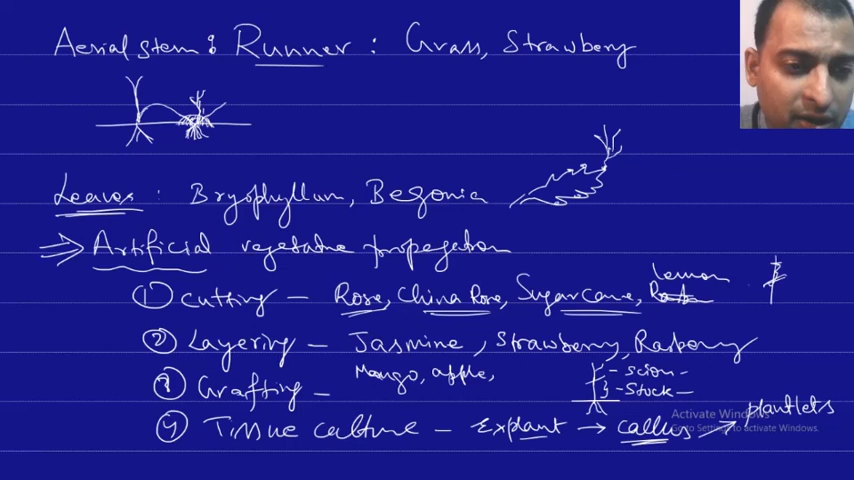 Aerial stem: Runner: Grass, Strawbery
Leaves: Bryophyllum, Begonia
⇒ Artificial vegetative propegation
① Cutting – Rose, China Rose, Sugarcane, lemon
② Layering – Jasmine, Strawberry, Raspberry
③ Grafting – Mango, apple, – Scion –
– Stock –
④ Tissue culture – Explant → callus → plantlets
Activate Windows
Go to Settings to activate Windows.